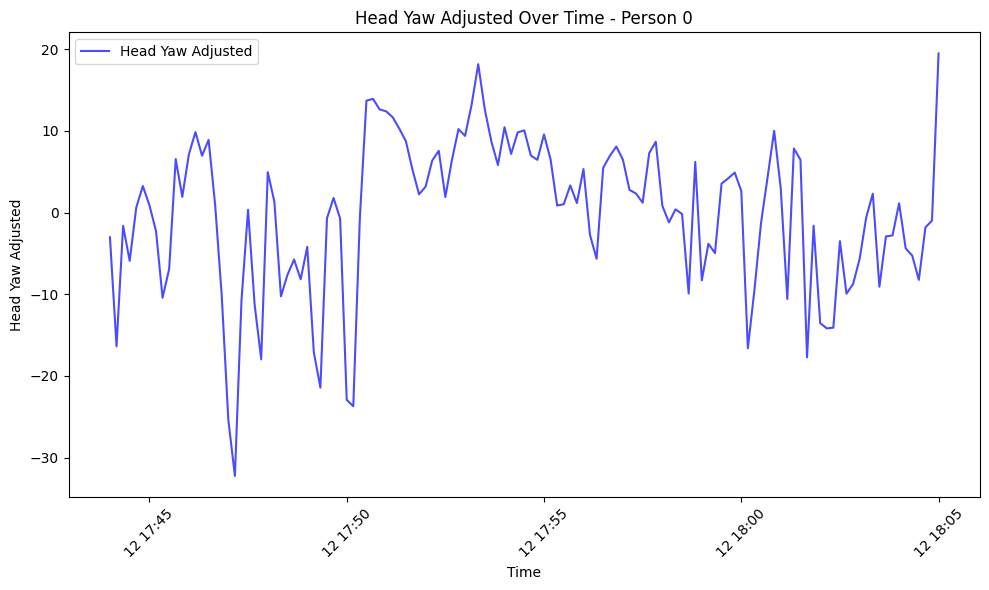 Head Yaw Adjusted Over Time - Person 0
Head Yaw Adjusted
20
10
0
−10
−20
−30
Head Yaw Adjusted
12 17:45
12 17:50
12 17:55
12 18:00
12 18:05
Time